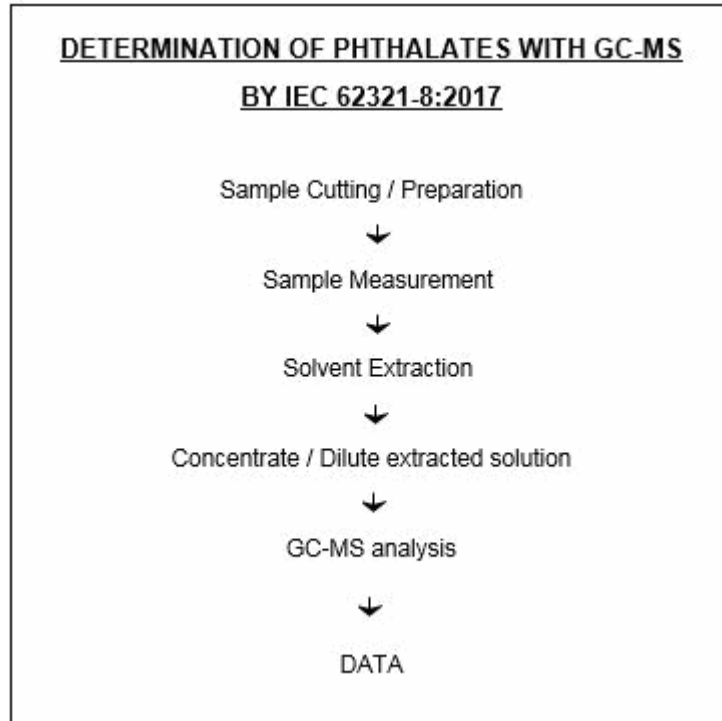 DETERMINATION OF PHTHALATES WITH GC-MS
BY IEC 62321-8:2017
Sample Cutting / Preparation
Sample Measurement
Solvent Extraction
Concentrate / Dilute extracted solution
GC-MS analysis
DATA